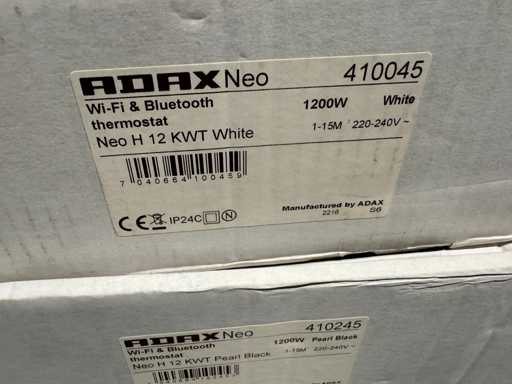 ADAX Neo 410045
Wi-Fi & Bluetooth 1200W White
thermostat 1-15M 220-240V ~
Neo H 12 KWT White
7 040664 100459
CE IP24C N
Manufactured by ADAX
2216 S6
ADAX Neo 410245
Wi-Fi & Bluetooth 1200W Pearl Black
thermostat 1-15M 220-240V ~
Neo H 12 KWT Pearl Black